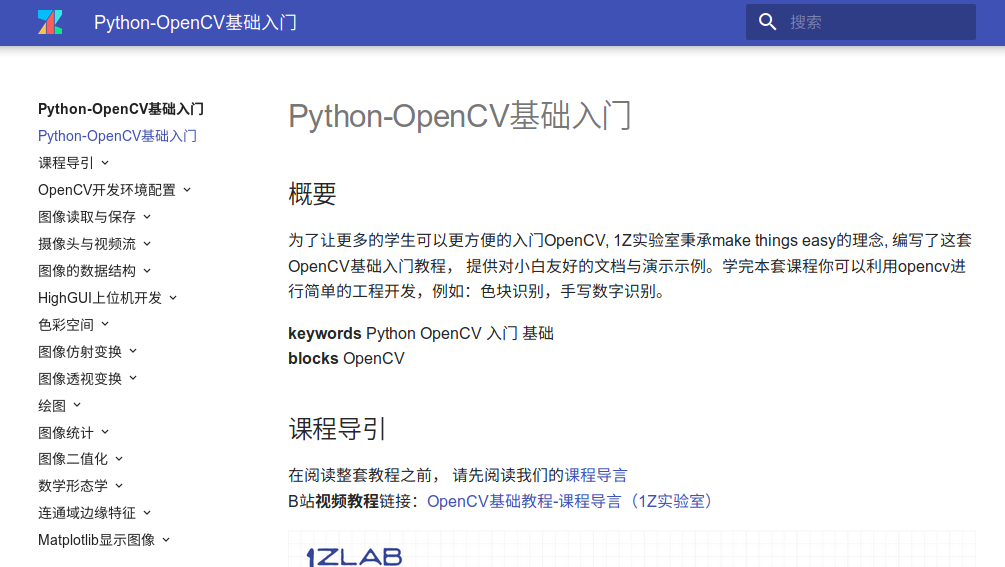 Python-OpenCV基础入门
搜索
Python-OpenCV基础入门
Python-OpenCV基础入门
课程导引
OpenCV开发环境配置
图像读取与保存
摄像头与视频流
图像的数据结构
HighGUI上位机开发
色彩空间
图像仿射变换
图像透视变换
绘图
图像统计
图像二值化
数学形态学
连通域边缘特征
Matplotlib显示图像
Python-OpenCV基础入门
概要
为了让更多的学生可以更方便的入门OpenCV, 1Z实验室秉承make things easy的理念, 编写了这套
OpenCV基础入门教程， 提供对小白友好的文档与演示示例。学完本套课程你可以利用opencv进
行简单的工程开发，例如：色块识别，手写数字识别。
keywords Python OpenCV 入门 基础
blocks OpenCV
课程导引
在阅读整套教程之前， 请先阅读我们的课程导言
B站视频教程链接：OpenCV基础教程-课程导言（1Z实验室）
1ZLAB